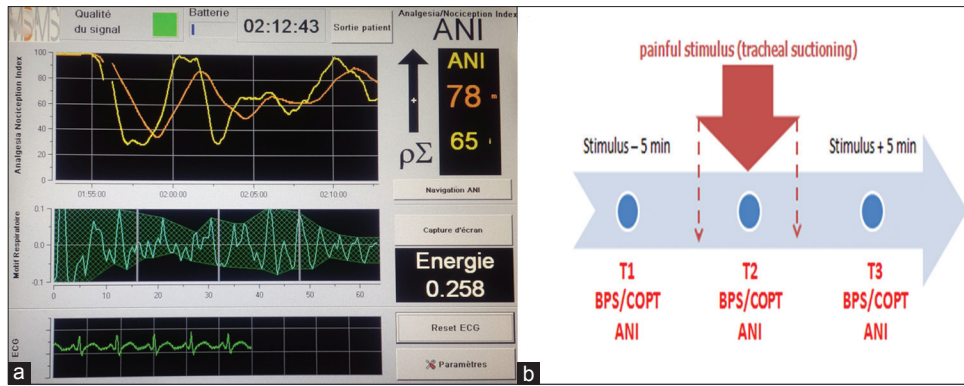 MSMS
Qualité
du signal
Batterie
02:12:43
Sortie patient
Analgesia/Nociception Index
ANI
Analgesia Nociception Index
100
80
60
40
20
0
01:55:00 02:00:00 02:05:00 02:10:00
+
ρΣ
ANI
78 m
65 i
Navigation ANI
Motif Respiratoire
0.1
0.0
-0.1
0 10 20 30 40 50 60
Capture d'écran
Energie
0.258
ECG
Reset ECG
Paramètres
a
painful stimulus (tracheal suctioning)
Stimulus – 5 min
Stimulus + 5 min
T1 T2 T3
BPS/COPT BPS/COPT BPS/COPT
ANI ANI ANI
b